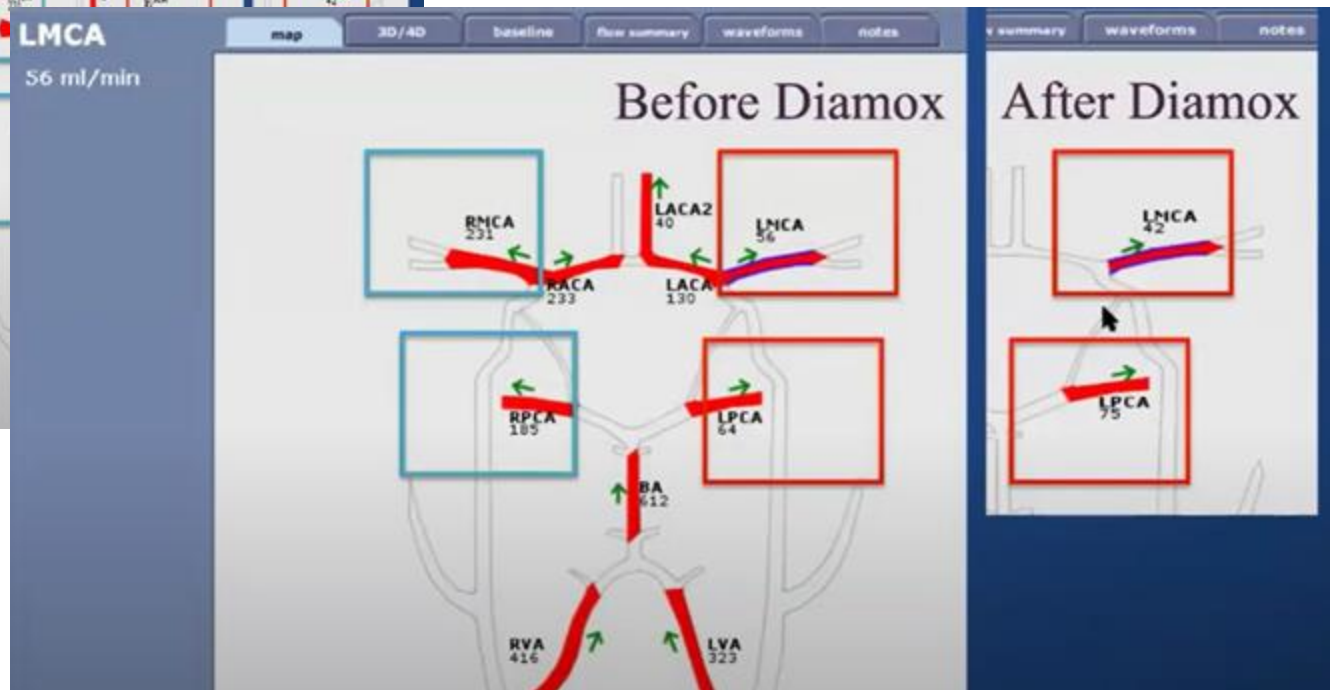 LMCA
56 ml/min
map
3D/4D
baseline
flow summary
waveforms
notes
Before Diamox
RMCA
231
LACA2
40
LMCA
56
RACA
233
LACA
130
RPCA
185
LPCA
64
BA
612
RVA
416
LVA
323
summary
waveforms
notes
After Diamox
LMCA
42
LPCA
75